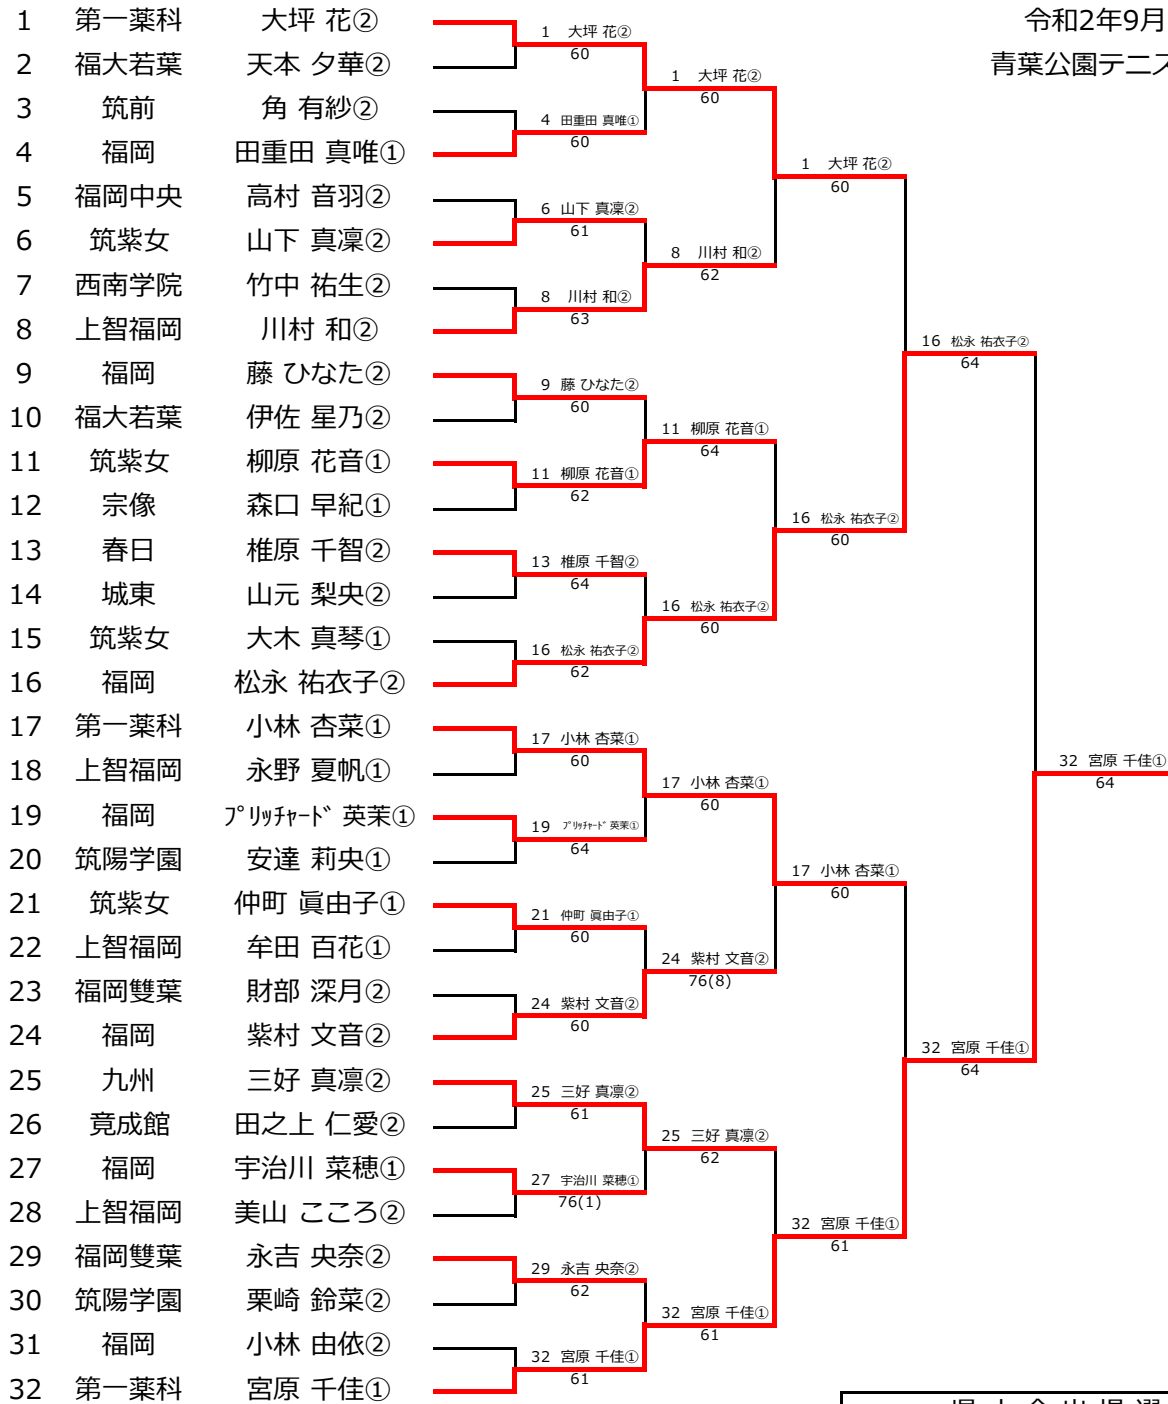 令和2年9月
青葉公園テニス
1 第一薬科 大坪 花②
2 福大若葉 天本 夕華②
3 筑前 角 有紗②
4 福岡 田重田 真唯①
5 福岡中央 高村 音羽②
6 筑紫女 山下 真凜②
7 西南学院 竹中 祐生②
8 上智福岡 川村 和②
9 福岡 藤 ひなた②
10 福大若葉 伊佐 星乃②
11 筑紫女 柳原 花音①
12 宗像 森口 早紀①
13 春日 椎原 千智②
14 城東 山元 梨央②
15 筑紫女 大木 真琴①
16 福岡 松永 祐衣子②
17 第一薬科 小林 杏菜①
18 上智福岡 永野 夏帆①
19 福岡 ﾌﾟﾘｯﾁｬｰﾄﾞ 英茉①
20 筑陽学園 安達 莉央①
21 筑紫女 仲町 眞由子①
22 上智福岡 牟田 百花①
23 福岡雙葉 財部 深月②
24 福岡 紫村 文音②
25 九州 三好 真凛②
26 竟成館 田之上 仁愛②
27 福岡 宇治川 菜穂①
28 上智福岡 美山 こころ②
29 福岡雙葉 永吉 央奈②
30 筑陽学園 栗崎 鈴菜②
31 福岡 小林 由依②
32 第一薬科 宮原 千佳①
1 大坪 花②
60
4 田重田 真唯①
60
6 山下 真凜②
61
8 川村 和②
63
9 藤 ひなた②
60
11 柳原 花音①
62
13 椎原 千智②
64
16 松永 祐衣子②
62
17 小林 杏菜①
60
19 ﾌﾟﾘｯﾁｬｰﾄﾞ 英茉①
64
21 仲町 眞由子①
60
24 紫村 文音②
60
25 三好 真凛②
61
27 宇治川 菜穂①
76(1)
29 永吉 央奈②
62
32 宮原 千佳①
61
1 大坪 花②
60
8 川村 和②
62
11 柳原 花音①
64
16 松永 祐衣子②
60
17 小林 杏菜①
60
24 紫村 文音②
76(8)
25 三好 真凛②
62
32 宮原 千佳①
61
1 大坪 花②
60
16 松永 祐衣子②
60
17 小林 杏菜①
60
32 宮原 千佳①
61
16 松永 祐衣子②
64
32 宮原 千佳①
64
32 宮原 千佳①
64